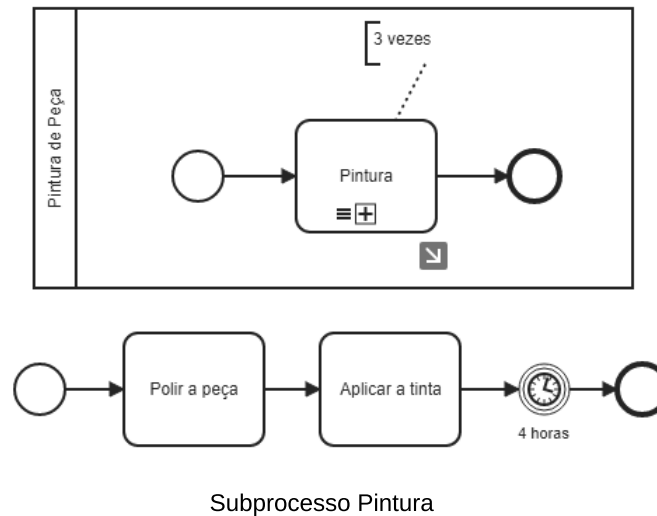 3 vezes
Pintura de Peça
Pintura
Polir a peça
Aplicar a tinta
4 horas
Subprocesso Pintura